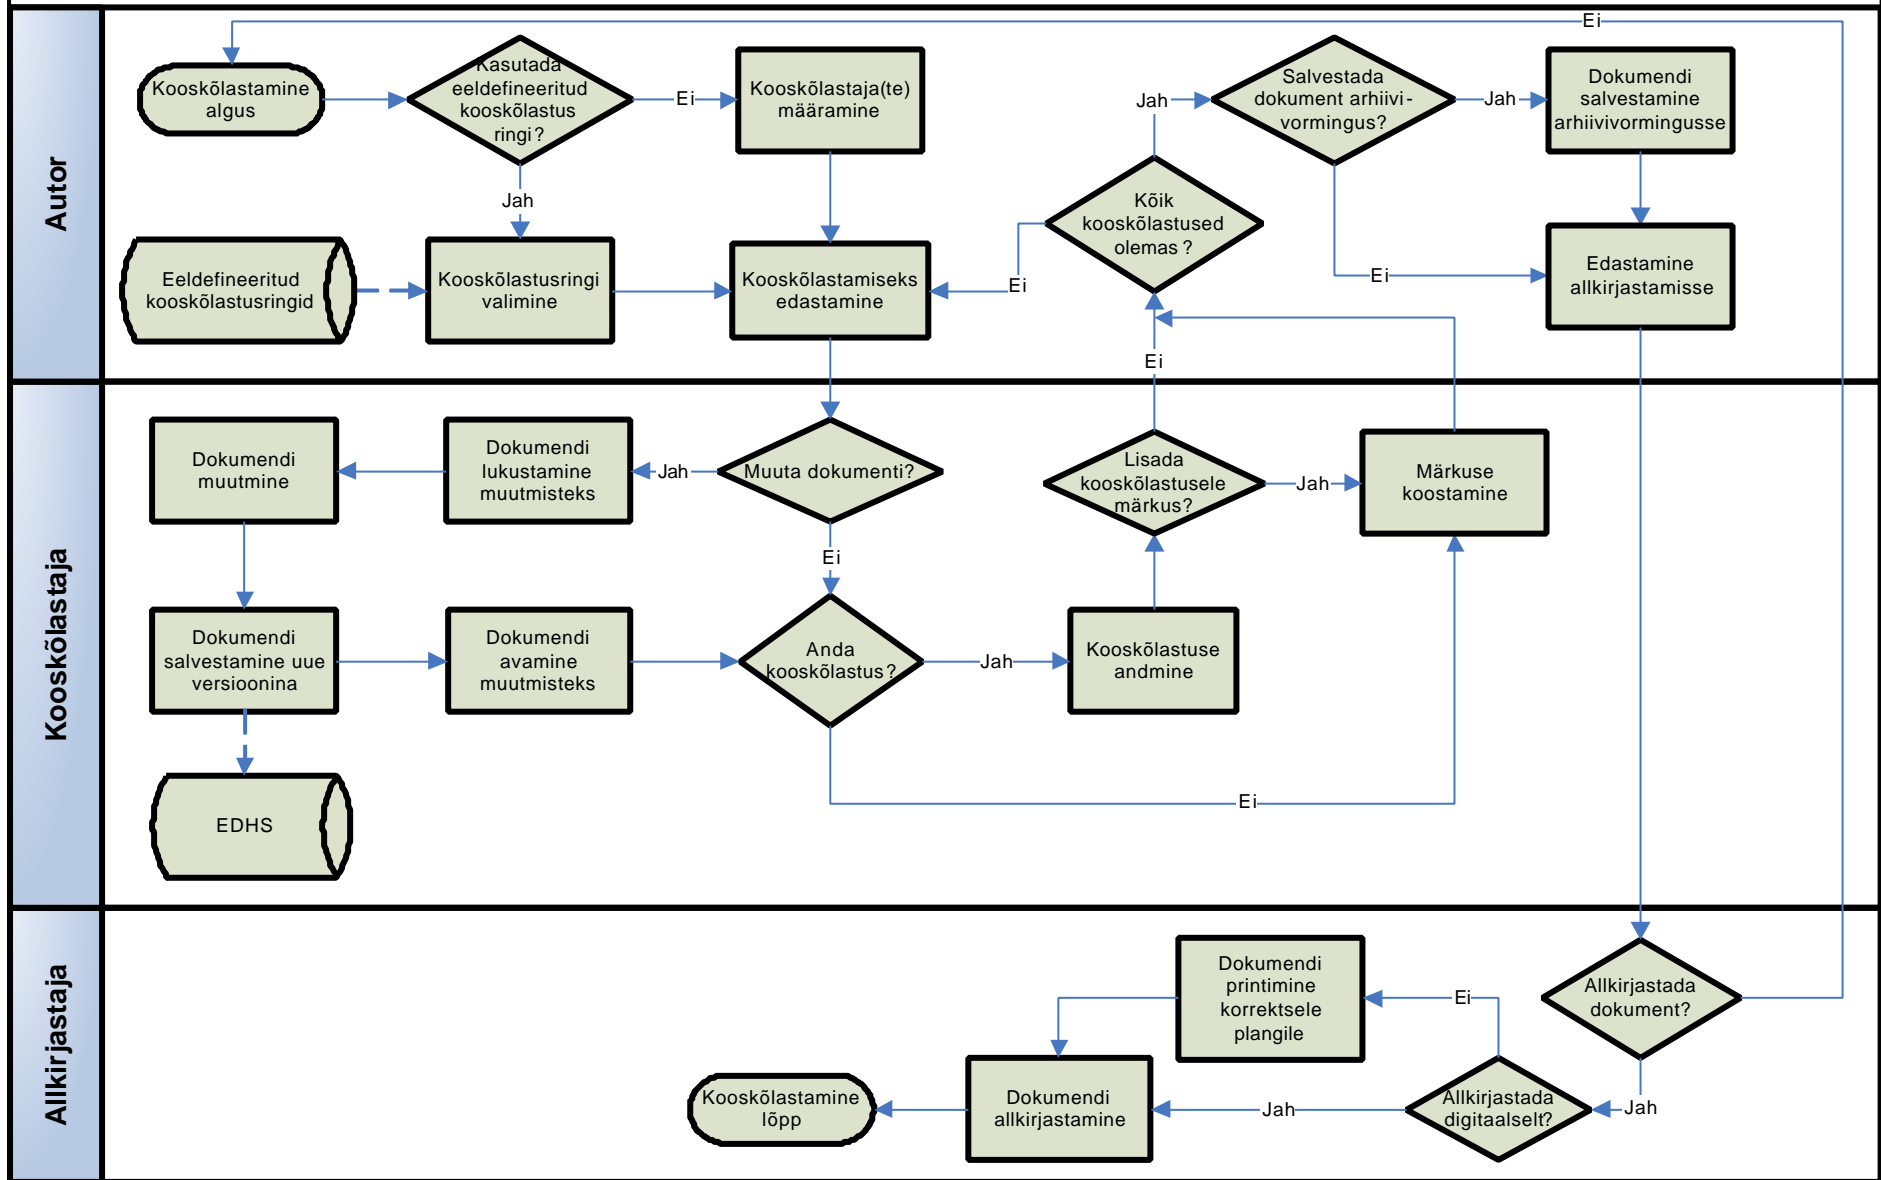 Autor
Kooskõlastamine
algus
Kasutada
eeldefineeritud
kooskõlastus
ringi?
Ei
Jah
Kooskõlastaja(te)
määramine
Eeldefineeritud
kooskõlastusringid
Kooskõlastusringi
valimine
Kooskõlastamiseks
edastamine
Ei
Kõik
kooskõlastused
olemas?
Jah
Salvestada
dokument arhiivi-
vormingus?
Jah
Ei
Dokumendi
salvestamine
arhiivivormingusse
Edastamine
allkirjastamisse
Ei
Ei
Kooskõlastaja
Dokumendi
muutmine
Dokumendi
lukustamine
muutmisteks
Jah
Muuta dokumenti?
Ei
Lisada
kooskõlastusele
märkus?
Jah
Märkuse
koostamine
Dokumendi
salvestamine uue
versioonina
Dokumendi
avamine
muutmisteks
Anda
kooskõlastus?
Jah
Kooskõlastuse
andmine
Ei
EDHS
Allkirjastaja
Dokumendi
printimine
korrektsele
plangile
Ei
Allkirjastada
dokument?
Jah
Allkirjastada
digitaalselt?
Jah
Dokumendi
allkirjastamine
Kooskõlastamine
lõpp